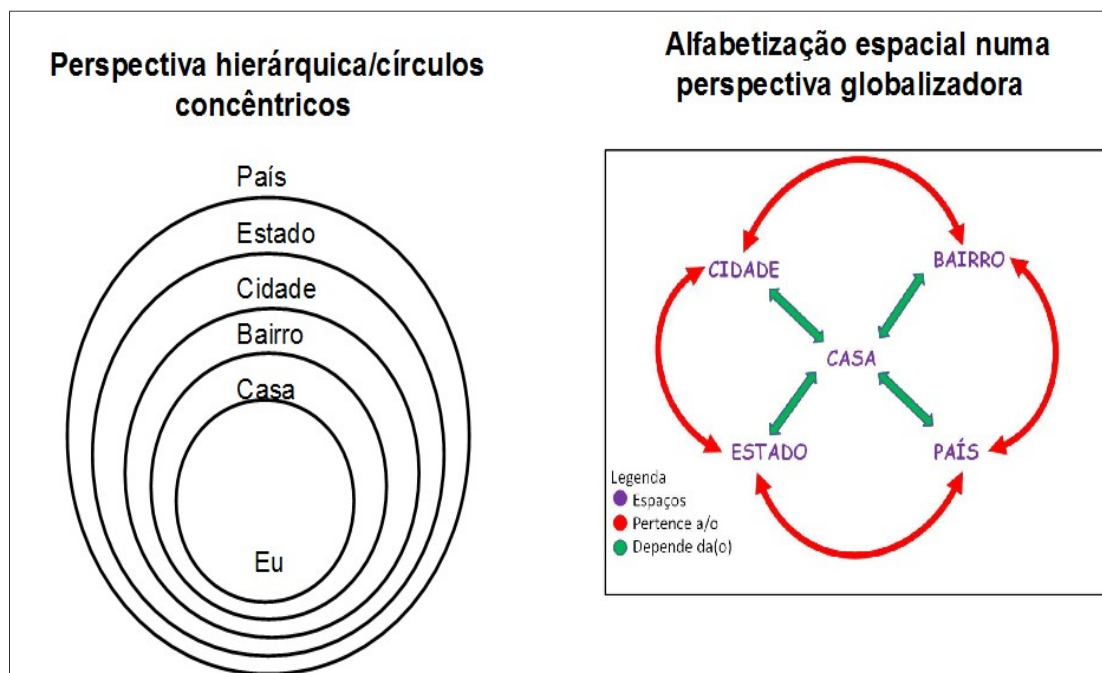 Perspectiva hierárquica/círculos
concêntricos
País
Estado
Cidade
Bairro
Casa
Eu
Alfabetização espacial numa
perspectiva globalizadora
CIDADE
BAIRRO
CASA
ESTADO
PAÍS
Legenda
Espaços
Pertence a/o
Depende da(o)